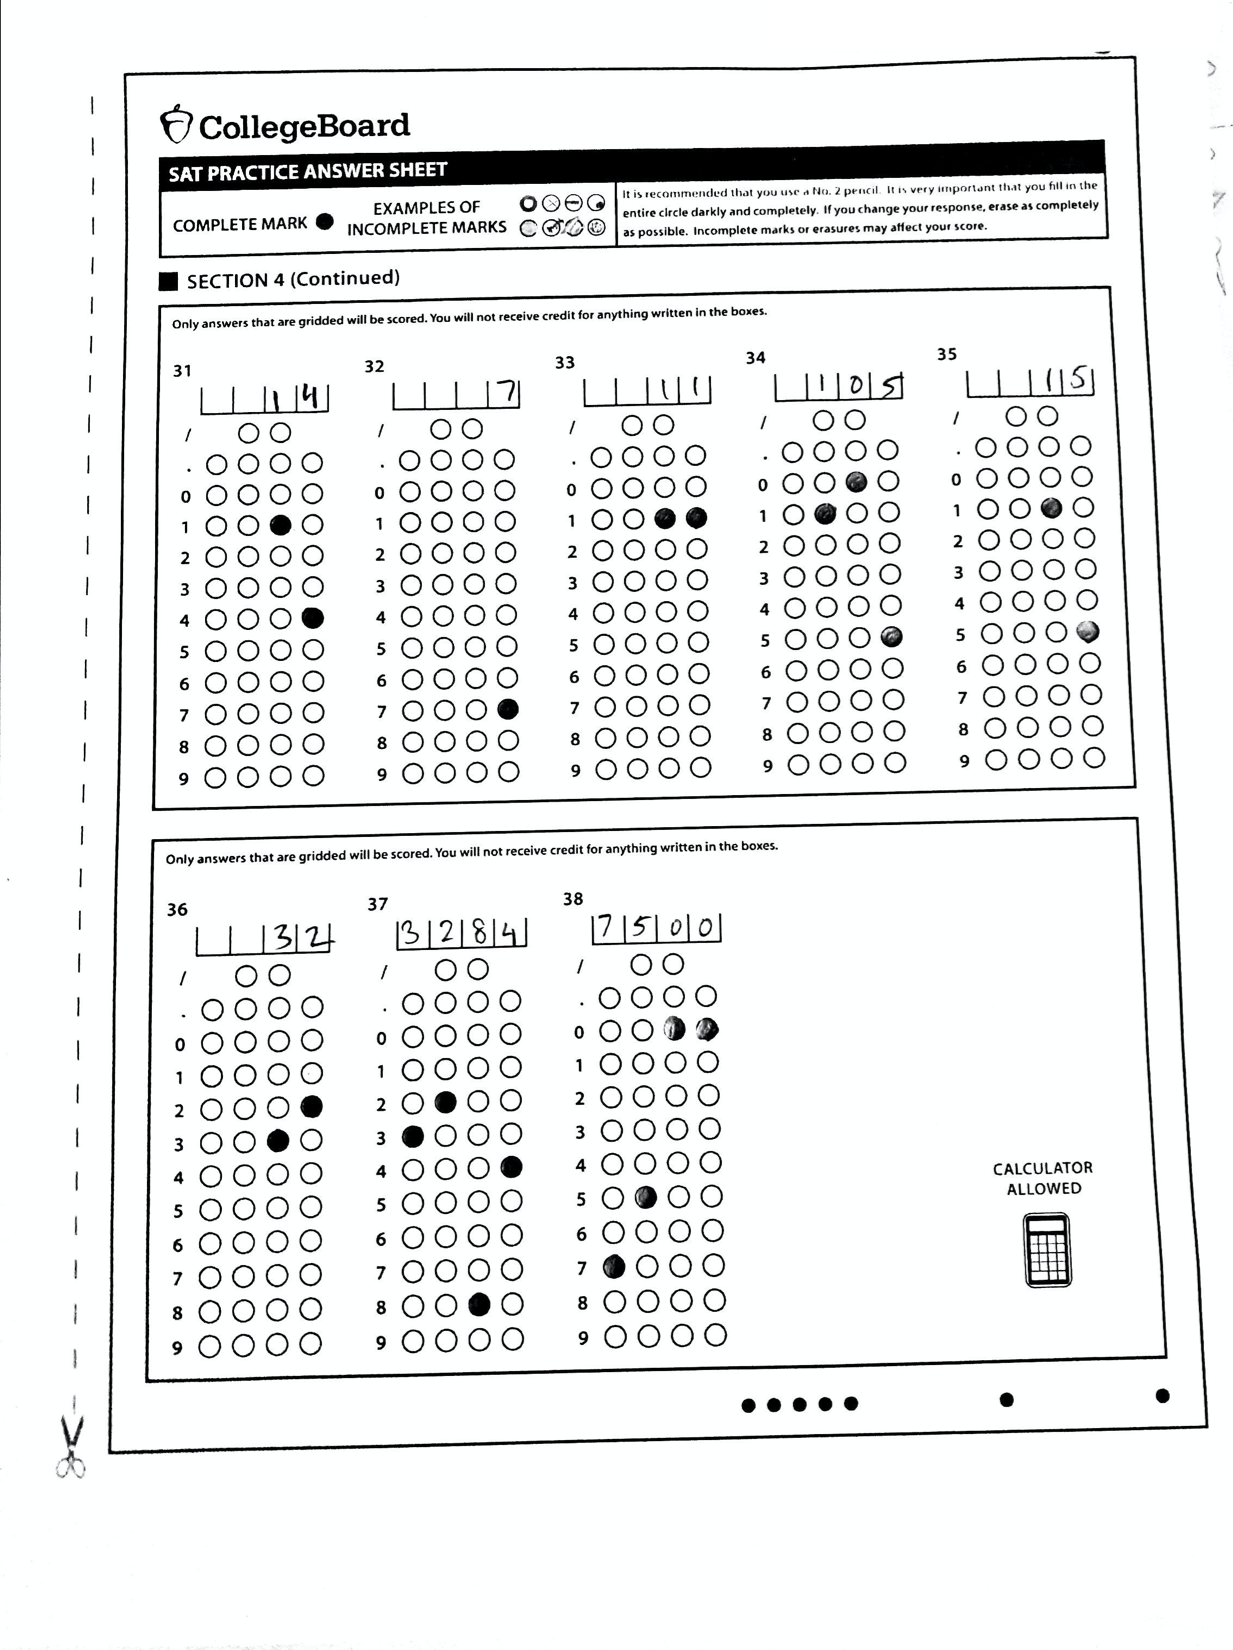 CollegeBoard
SAT PRACTICE ANSWER SHEET
COMPLETE MARK
EXAMPLES OF
INCOMPLETE MARKS
It is recommended that you use a No. 2 pencil. It is very important that you fill in the
entire circle darkly and completely. If you change your response, erase as completely
as possible. Incomplete marks or erasures may affect your score.
SECTION 4 (Continued)
Only answers that are gridded will be scored. You will not receive credit for anything written in the boxes.
31 32 33 34 35
14 7 11 105 15
/ / / / /
. . . . .
0 0 0 0 0
1 1 1 1 1
2 2 2 2 2
3 3 3 3 3
4 4 4 4 4
5 5 5 5 5
6 6 6 6 6
7 7 7 7 7
8 8 8 8 8
9 9 9 9 9
Only answers that are gridded will be scored. You will not receive credit for anything written in the boxes.
36 37 38
32 3284 7500
/ / /
. . .
0 0 0
1 1 1
2 2 2
3 3 3
4 4 4
5 5 5
6 6 6
7 7 7
8 8 8
9 9 9
CALCULATOR
ALLOWED